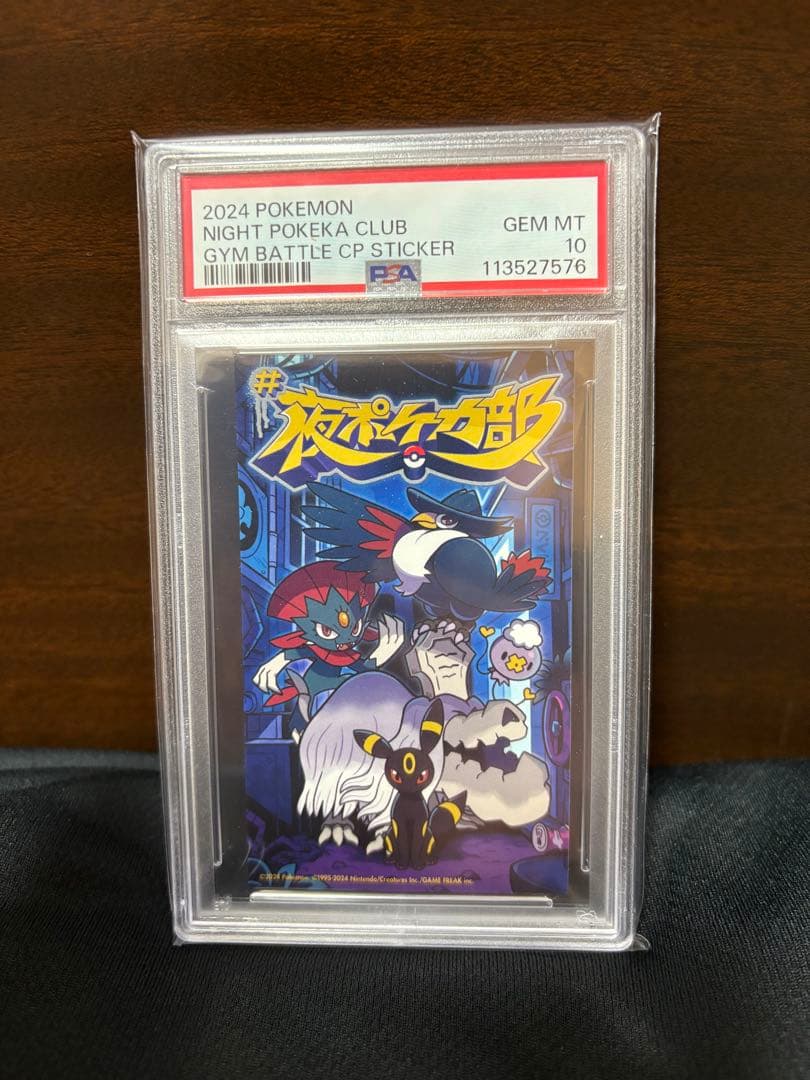 2024 POKEMON
NIGHT POKEKA CLUB
GYM BATTLE CP STICKER
GEM MT
10
113527576
PSA
#夜ポケカ部
©2024 Pokémon. ©1995-2024 Nintendo/Creatures Inc./GAME FREAK inc.